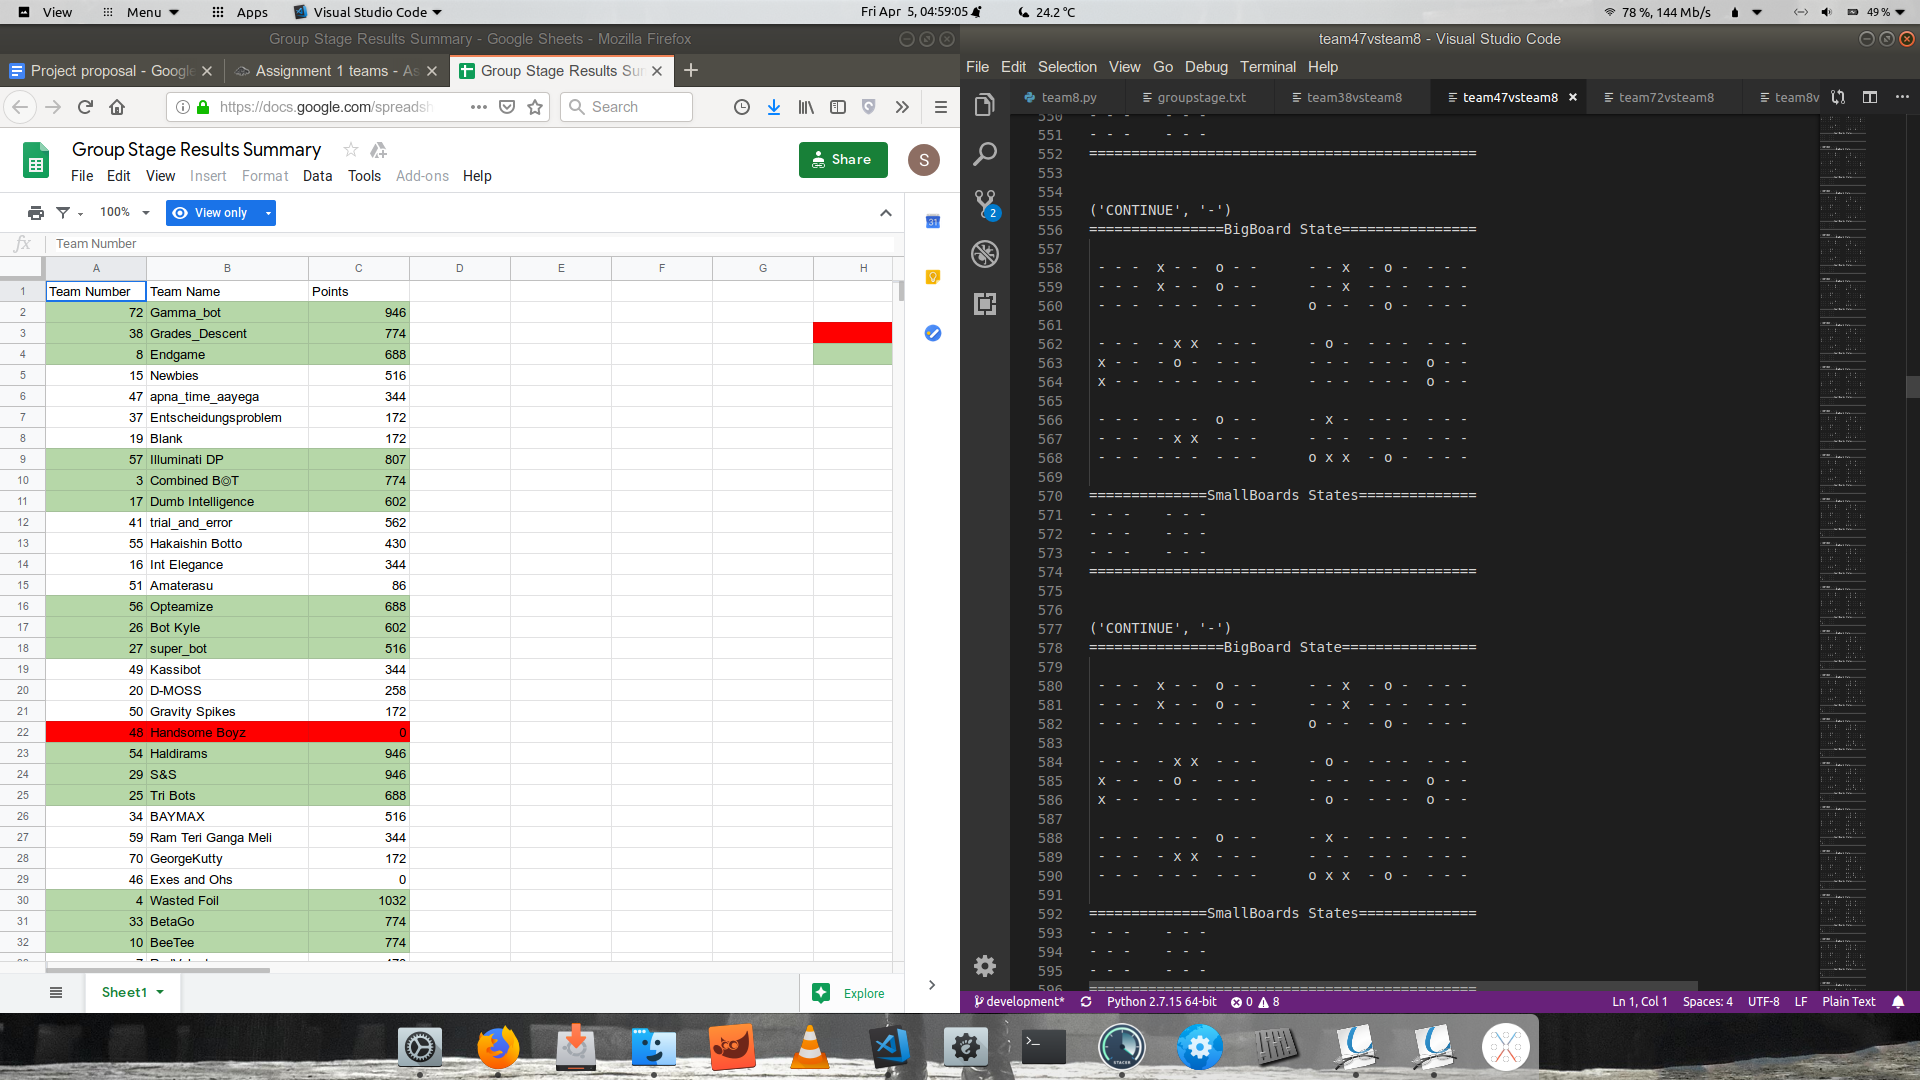 View Menu Apps Visual Studio Code Fri Apr 5, 04:59:05 24.2 °C 78 %, 144 Mb/s 49 %
Group Stage Results Summary - Google Sheets - Mozilla Firefox
Project proposal - Google
Assignment 1 teams - As
Group Stage Results Sur
https://docs.google.com/spreadsh
Search
Group Stage Results Summary
Share
S
File Edit View Insert Format Data Tools Add-ons Help
100% View only
31
fx Team Number
A B C D E F G H
1 Team Number Team Name Points
2 72 Gamma_bot 946
3 38 Grades_Descent 774
4 8 Endgame 688
5 15 Newbies 516
6 47 apna_time_aayega 344
7 37 Entscheidungsproblem 172
8 19 Blank 172
9 57 Illuminati DP 807
10 3 Combined B@T 774
11 17 Dumb Intelligence 602
12 41 trial_and_error 562
13 55 Hakaishin Botto 430
14 16 Int Elegance 344
15 51 Amaterasu 86
16 56 Opteamize 688
17 26 Bot Kyle 602
18 27 super_bot 516
19 49 Kassibot 344
20 20 D-MOSS 258
21 50 Gravity Spikes 172
22 48 Handsome Boyz 0
23 54 Haldirams 946
24 29 S&S 946
25 25 Tri Bots 688
26 34 BAYMAX 516
27 59 Ram Teri Ganga Meli 344
28 70 GeorgeKutty 172
29 46 Exes and Ohs 0
30 4 Wasted Foil 1032
31 33 BetaGo 774
32 10 BeeTee 774
Sheet1
Explore
team47vsteam8 - Visual Studio Code
File Edit Selection View Go Debug Terminal Help
team8.py groupstage.txt team38vsteam8 team47vsteam8 team72vsteam8 team8v
2
550 - - - - - -
551 - - - - - -
552 ==============================================
553
554
555 ('CONTINUE', '-')
556 ================BigBoard State================
557
558 - - - x - - o - - - - x - o - - - -
559 - - - x - - o - - - - x - - - - - -
560 - - - - - - - - - o - - - o - - - -
561
562 - - - - x x - - - - o - - - - - - -
563 x - - - o - - - - - - - - - - o - -
564 x - - - - - - - - - - - - - - o - -
565
566 - - - - - - o - - - x - - - - - - -
567 - - - - x x - - - - - - - - - - - -
568 - - - - - - - - - o x x - o - - - -
569
570 ==============SmallBoards States==============
571 - - - - - -
572 - - - - - -
573 - - - - - -
574 ==============================================
575
576
577 ('CONTINUE', '-')
578 ================BigBoard State================
579
580 - - - x - - o - - - - x - o - - - -
581 - - - x - - o - - - - x - - - - - -
582 - - - - - - - - - o - - - o - - - -
583
584 - - - - x x - - - - o - - - - - - -
585 x - - - o - - - - - - - - - - o - -
586 x - - - - - - - - - o - - - - o - -
587
588 - - - - - - o - - - x - - - - - - -
589 - - - - x x - - - - - - - - - - - -
590 - - - - - - - - - o x x - o - - - -
591
592 ==============SmallBoards States==============
593 - - - - - -
594 - - - - - -
595 - - - - - -
596 ==============================================
development* Python 2.7.15 64-bit 0 8 Ln 1, Col 1 Spaces: 4 UTF-8 LF Plain Text